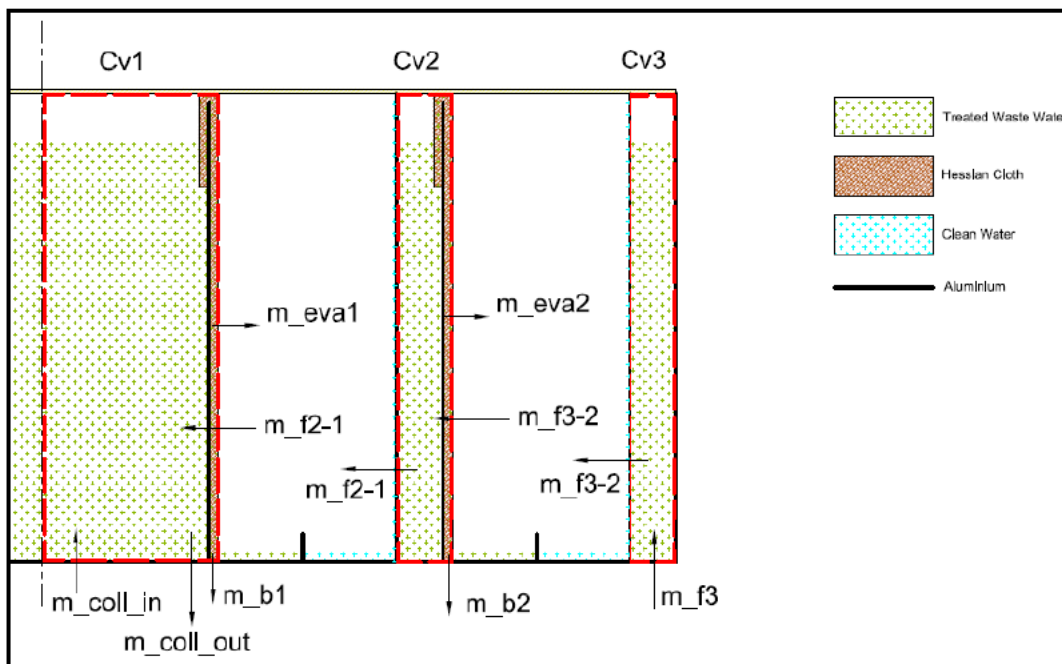 Cv1
Cv2
Cv3
Treated Waste Wate
Hessian Cloth
Clean Water
Aluminium
m_eva1
m_eva2
m_f2-1
m_f3-2
m_f2-1
m_f3-2
m_coll_in
m_b1
m_b2
m_f3
m_coll_out